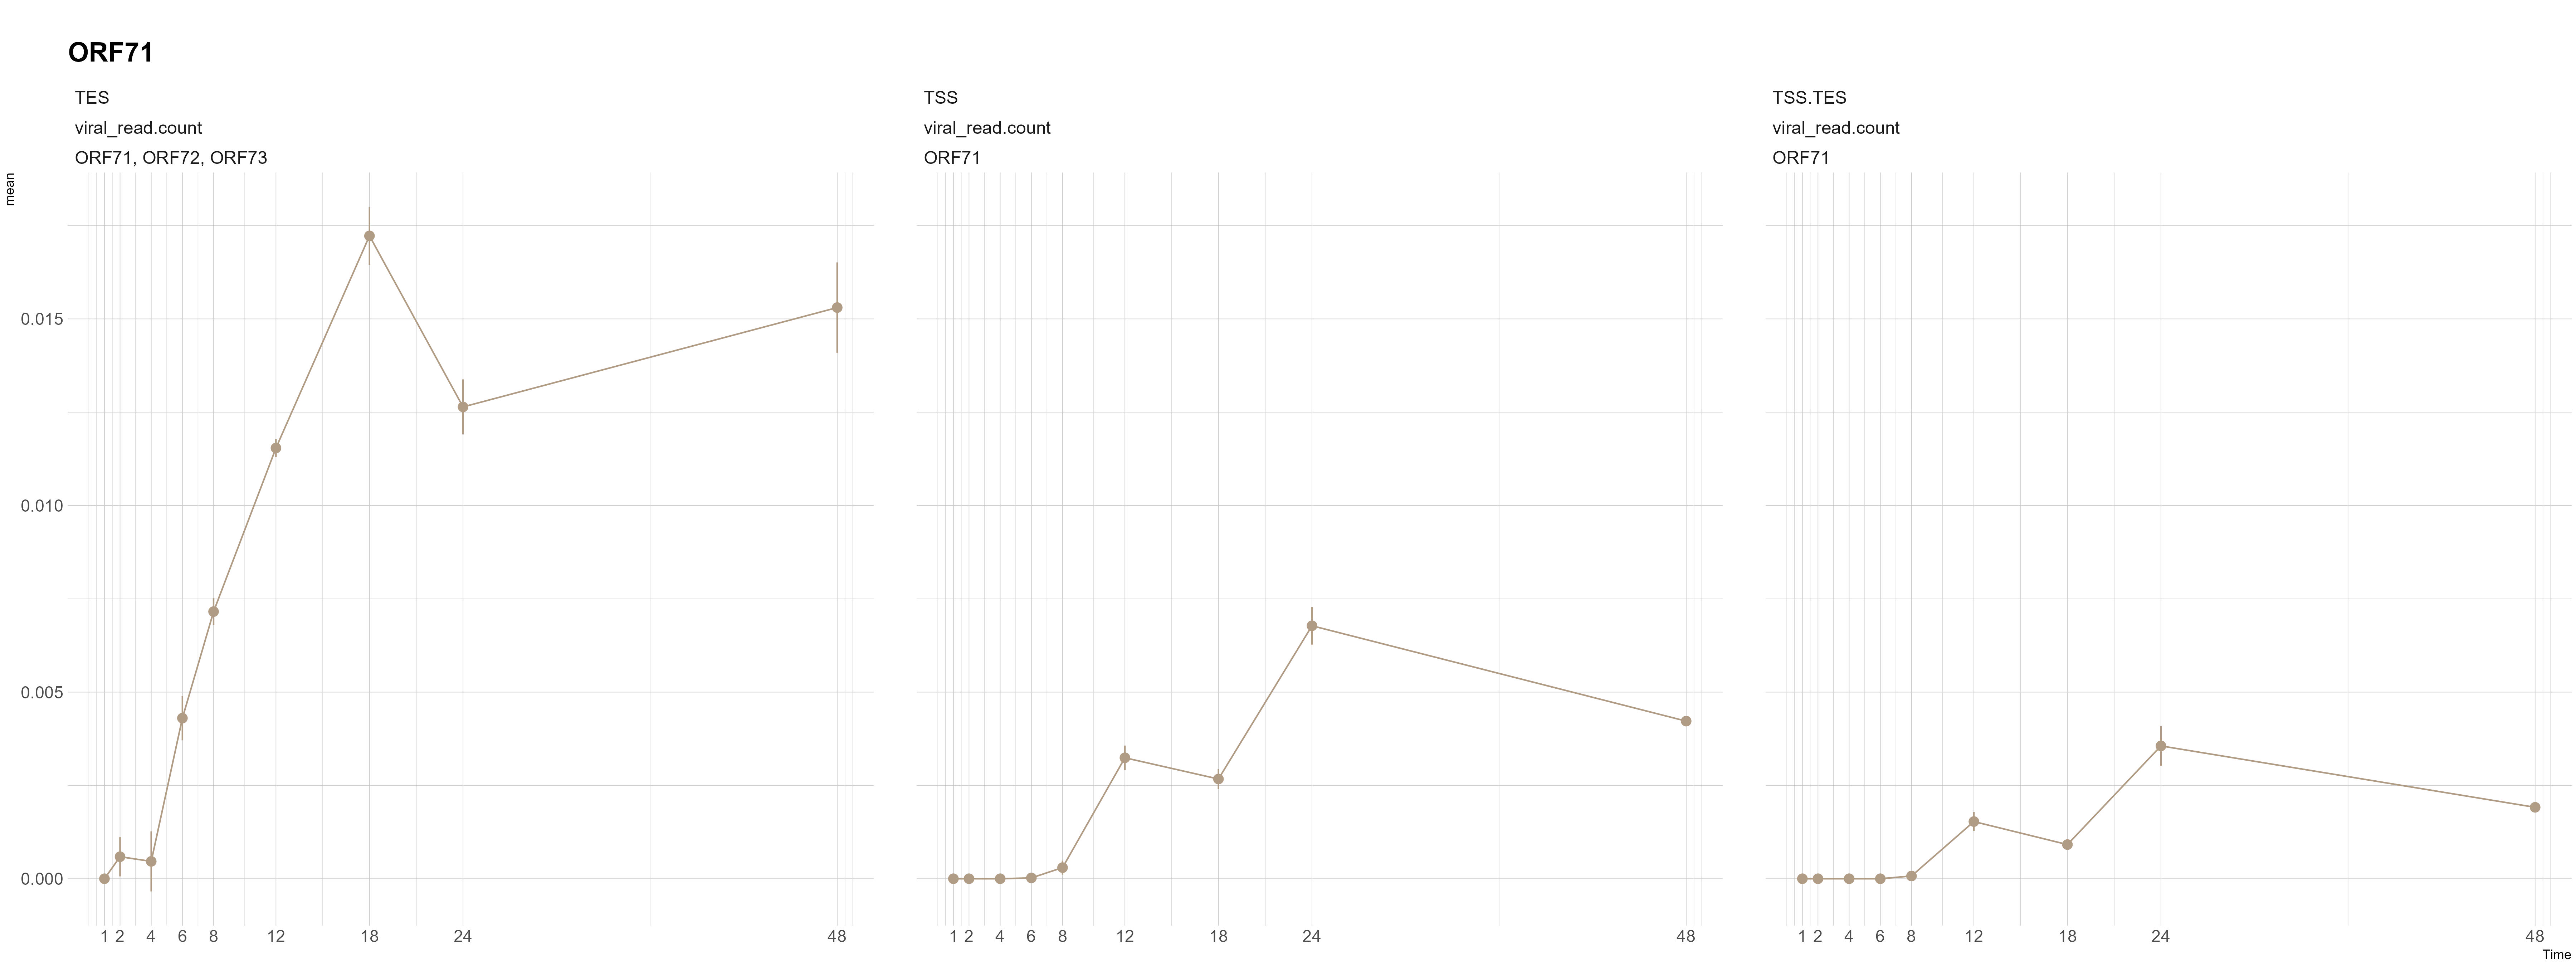 ORF71
TES
viral_read.count
ORF71, ORF72, ORF73
TSS
viral_read.count
ORF71
TSS.TES
viral_read.count
ORF71
mean
0.015
0.010
0.005
0.000
1 2 4 6 8 12 18 24 48
1 2 4 6 8 12 18 24 48
1 2 4 6 8 12 18 24 48
Time